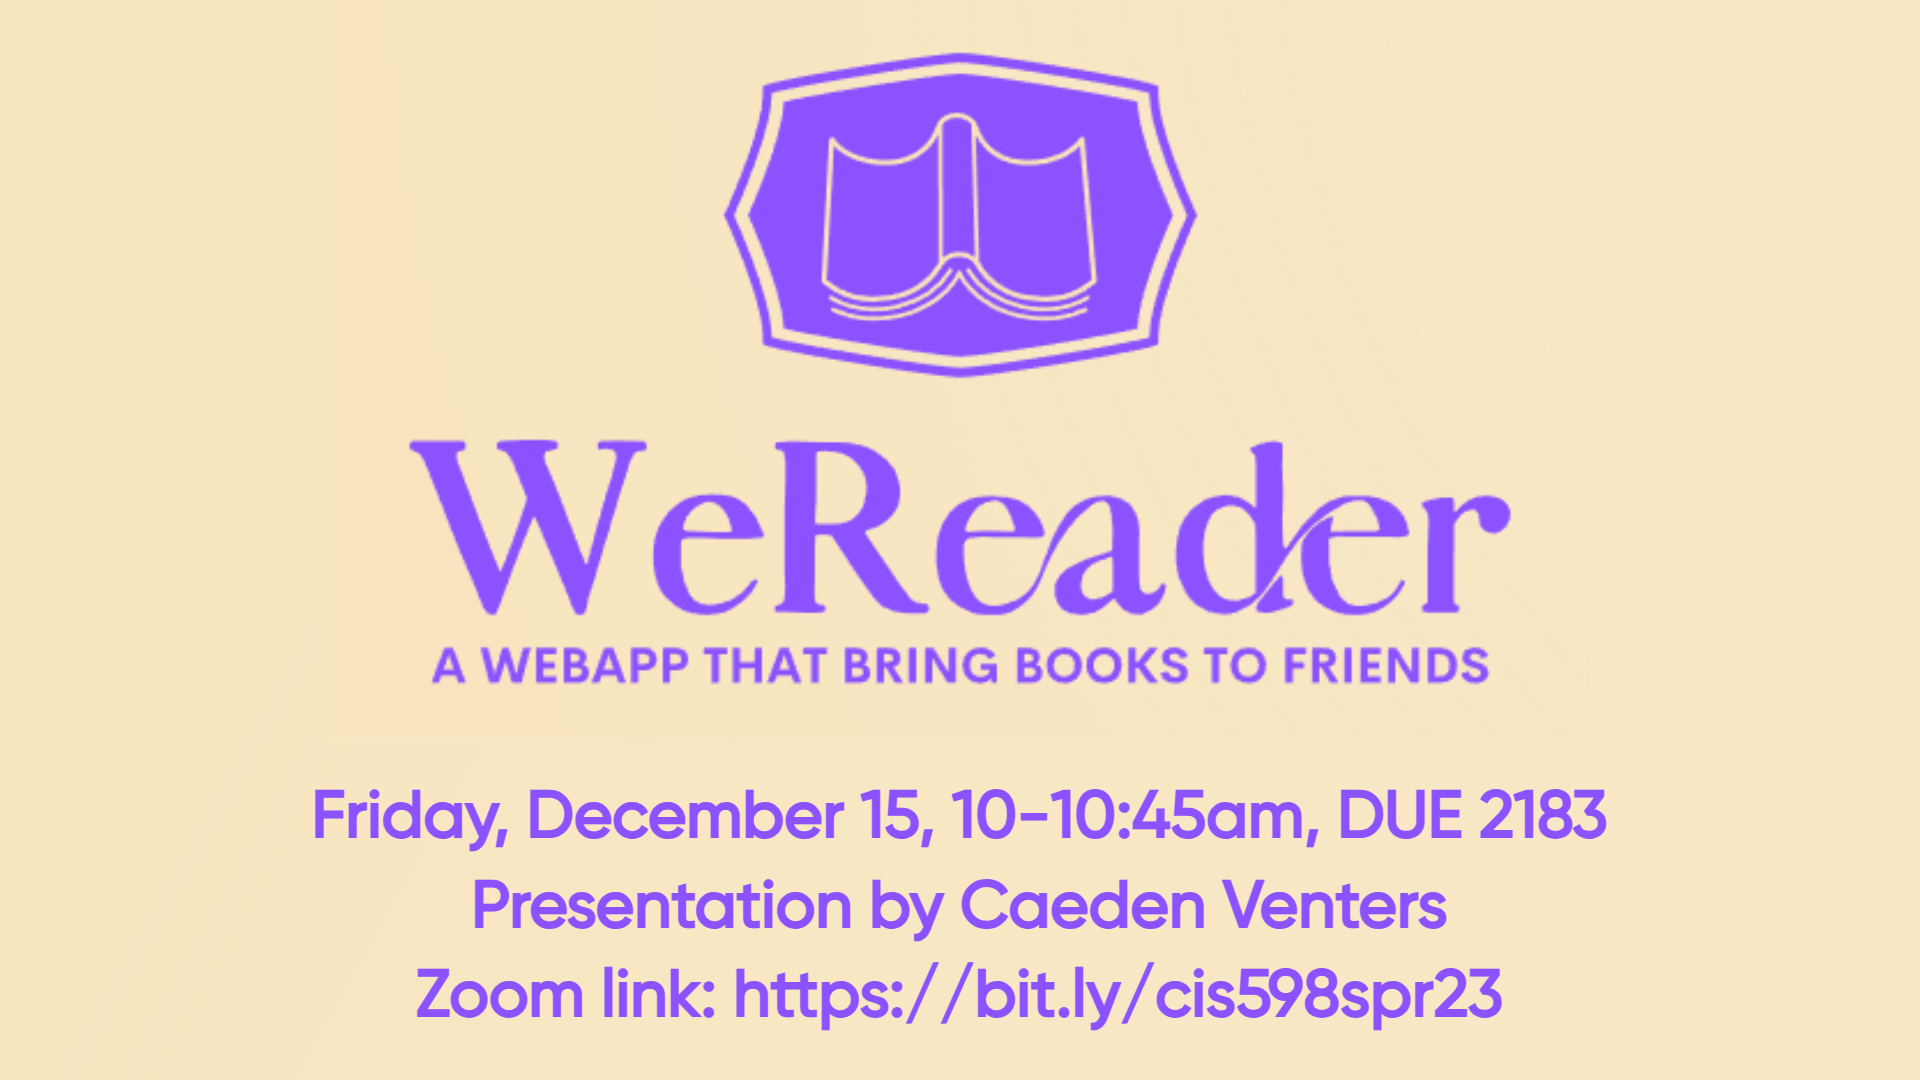 WeReader
A WEBAPP THAT BRING BOOKS TO FRIENDS
Friday, December 15, 10-10:45am, DUE 2183
Presentation by Caeden Venters
Zoom link: https://bit.ly/cis598spr23